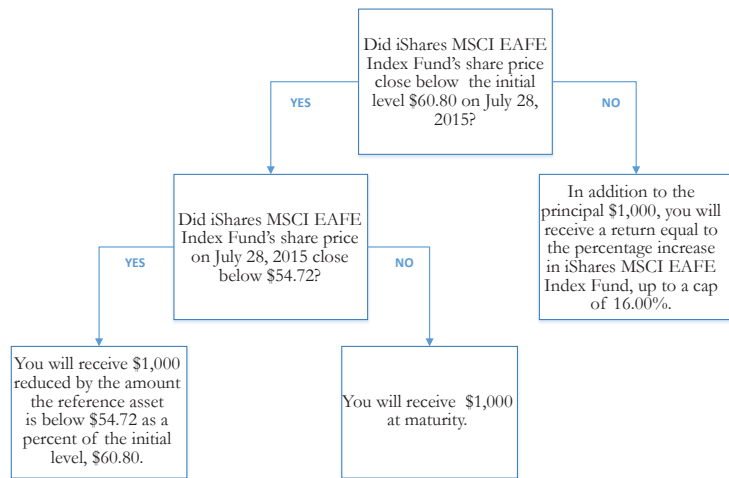 Did iShares MSCI EAFE
Index Fund's share price
close below the initial
level $60.80 on July 28,
2015?
YES
NO
Did iShares MSCI EAFE
Index Fund's share price
on July 28, 2015 close
below $54.72?
In addition to the
principal $1,000, you will
receive a return equal to
the percentage increase
in iShares MSCI EAFE
Index Fund, up to a cap
of 16.00%.
YES
NO
You will receive $1,000
reduced by the amount
the reference asset
is below $54.72 as a
percent of the initial
level, $60.80.
You will receive $1,000
at maturity.